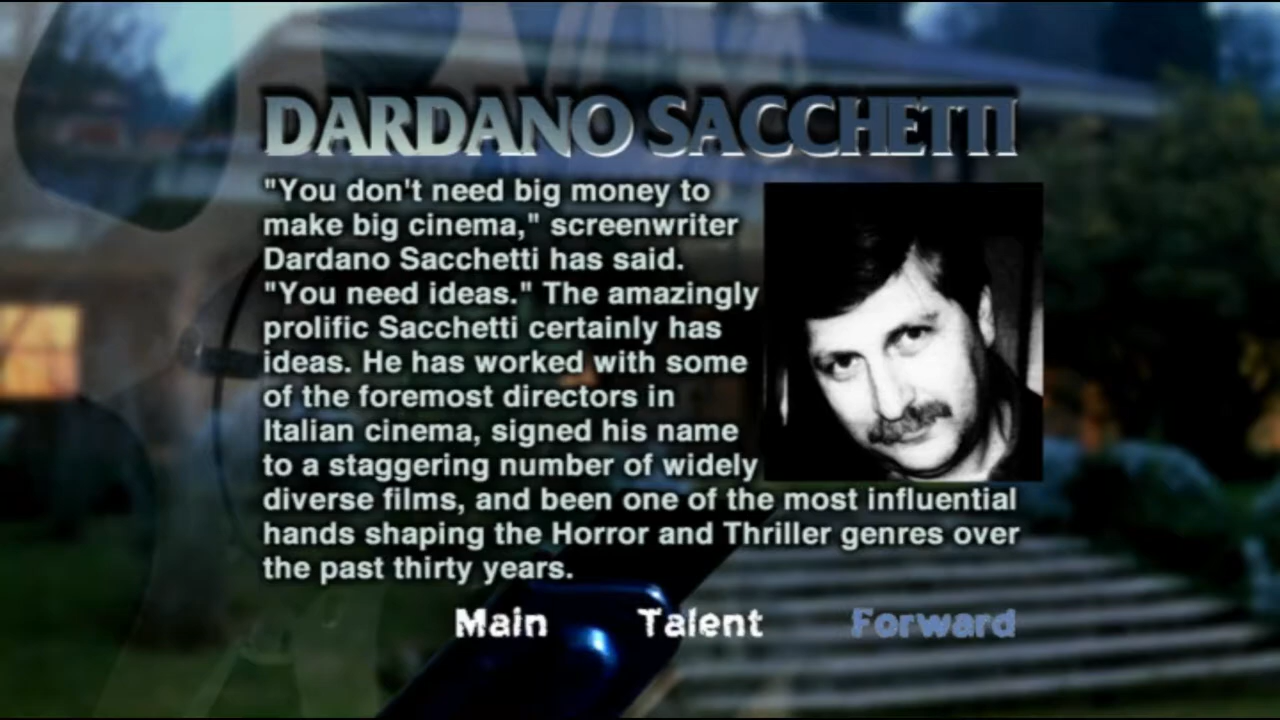 DARDANO SACCHETTI
"You don't need big money to
make big cinema," screenwriter
Dardano Sacchetti has said.
"You need ideas." The amazingly
prolific Sacchetti certainly has
ideas. He has worked with some
of the foremost directors in
Italian cinema, signed his name
to a staggering number of widely
diverse films, and been one of the most influential
hands shaping the Horror and Thriller genres over
the past thirty years.
Main Talent Forward